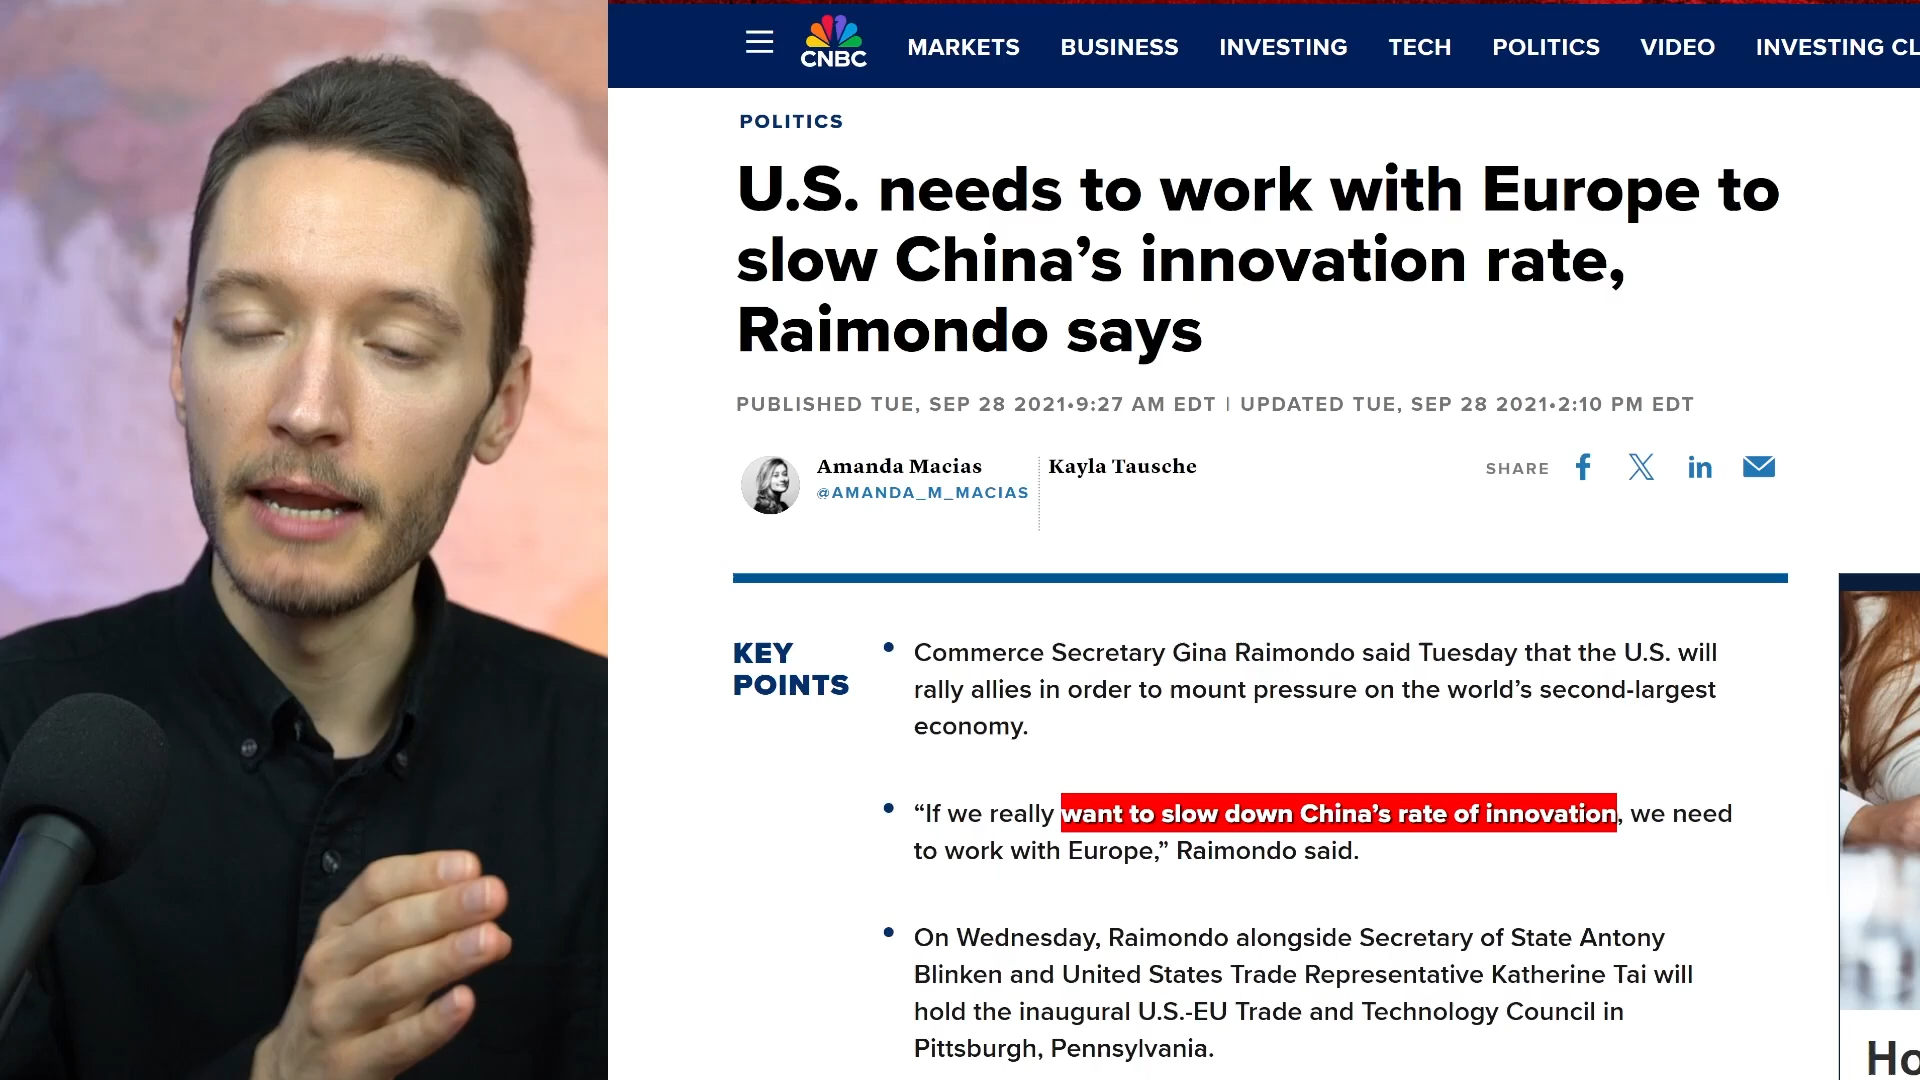 CNBC
MARKETS BUSINESS INVESTING TECH POLITICS VIDEO INVESTING CL
POLITICS
U.S. needs to work with Europe to
slow China’s innovation rate,
Raimondo says
PUBLISHED TUE, SEP 28 2021•9:27 AM EDT | UPDATED TUE, SEP 28 2021•2:10 PM EDT
Amanda Macias
@AMANDA_M_MACIAS
Kayla Tausche
SHARE
KEY
POINTS
Commerce Secretary Gina Raimondo said Tuesday that the U.S. will
rally allies in order to mount pressure on the world’s second-largest
economy.
“If we really want to slow down China’s rate of innovation, we need
to work with Europe,” Raimondo said.
On Wednesday, Raimondo alongside Secretary of State Antony
Blinken and United States Trade Representative Katherine Tai will
hold the inaugural U.S.-EU Trade and Technology Council in
Pittsburgh, Pennsylvania.
Ho